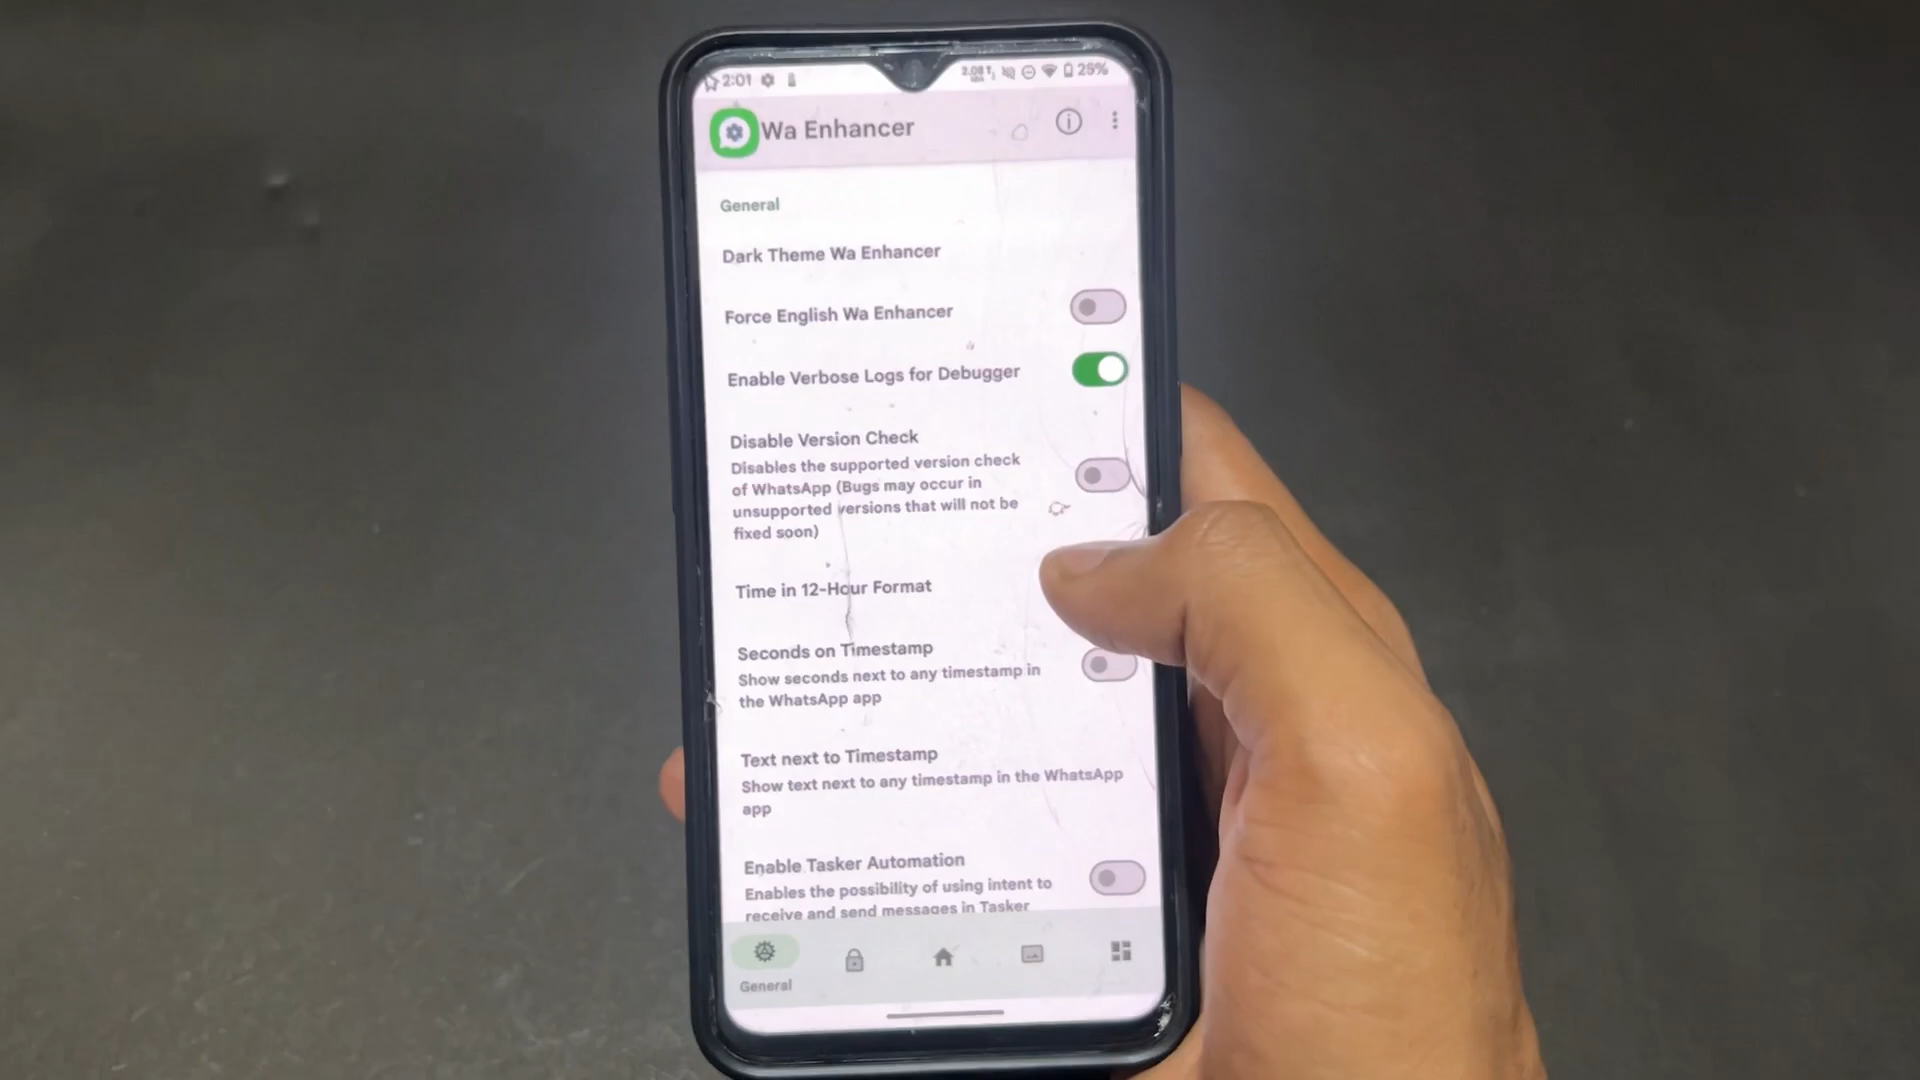 2:01
25%
Wa Enhancer
General
Dark Theme Wa Enhancer
Force English Wa Enhancer
Enable Verbose Logs for Debugger
Disable Version Check
Disables the supported version check
of WhatsApp (Bugs may occur in
unsupported versions that will not be
fixed soon)
Time in 12-Hour Format
Seconds on Timestamp
Show seconds next to any timestamp in
the WhatsApp app
Text next to Timestamp
Show text next to any timestamp in the WhatsApp
app
Enable Tasker Automation
Enables the possibility of using intent to
receive and send messages in Tasker
General